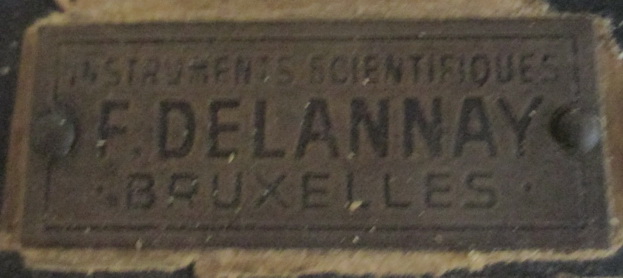 INSTRUMENTS SCIENTIFIQUES
F. DELANNAY
· BRUXELLES ·